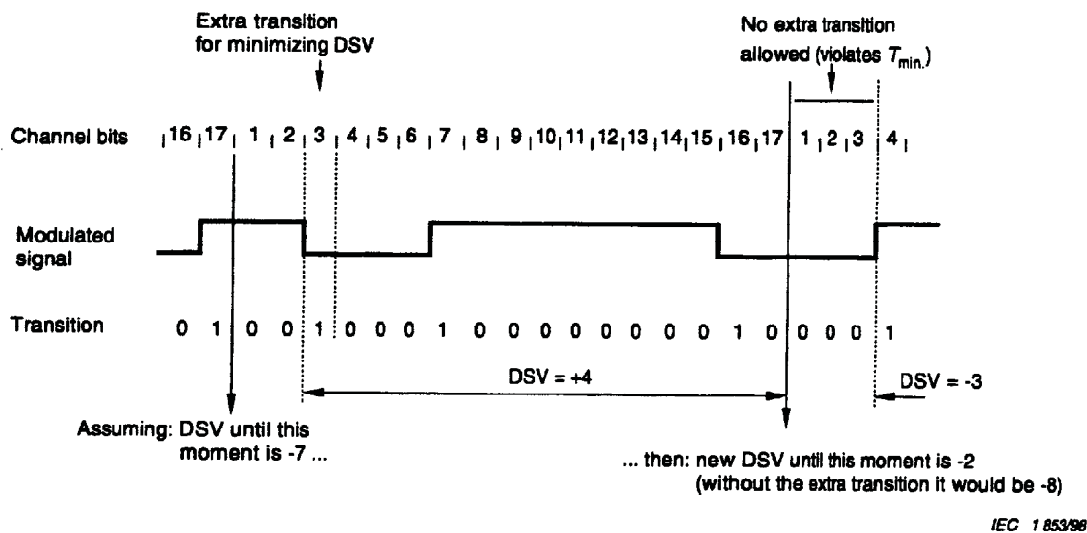 Extra transition
for minimizing DSV
No extra transition
allowed (violates Tmin.)
Channel bits 16 17 1 2 3 4 5 6 7 8 9 10 11 12 13 14 15 16 17 1 2 3 4
Modulated
signal
Transition 0 1 0 0 1 0 0 0 1 0 0 0 0 0 0 0 0 1 0 0 0 0 1
DSV = +4
DSV = -3
Assuming: DSV until this
moment is -7 ...
... then: new DSV until this moment is -2
(without the extra transition it would be -8)
IEC 1 853/98